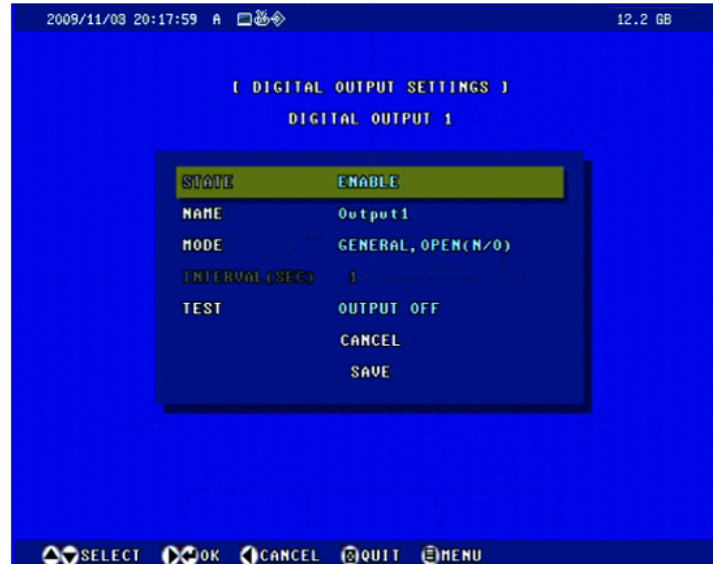 2009/11/03 20:17:59 A 12.2 GB
[ DIGITAL OUTPUT SETTINGS ]
DIGITAL OUTPUT 1
STATE ENABLE
NAME Output1
MODE GENERAL,OPEN(N/O)
INTERVAL(SEC) 1
TEST OUTPUT OFF
CANCEL
SAVE
SELECT OK CANCEL QUIT MENU